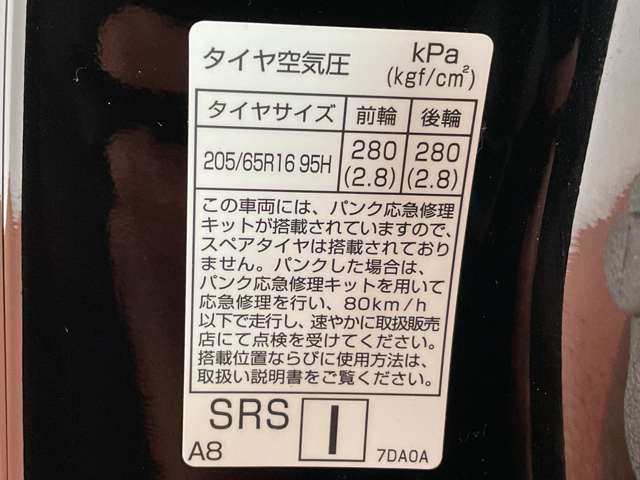 タイヤ空気圧 kPa
(kgf/cm²)
タイヤサイズ 前輪 後輪
205/65R16 95H 280 280
(2.8) (2.8)
この車両には、パンク応急修理
キットが搭載されていますので、
スペアタイヤは搭載されており
ません。パンクした場合は、
パンク応急修理キットを用いて
応急修理を行い、80km/h
以下で走行し、速やかに取扱販売
店にて点検を受けてください。
搭載位置ならびに使用方法は、
取扱い説明書をご覧ください。
SRS I
A8 7DA0A